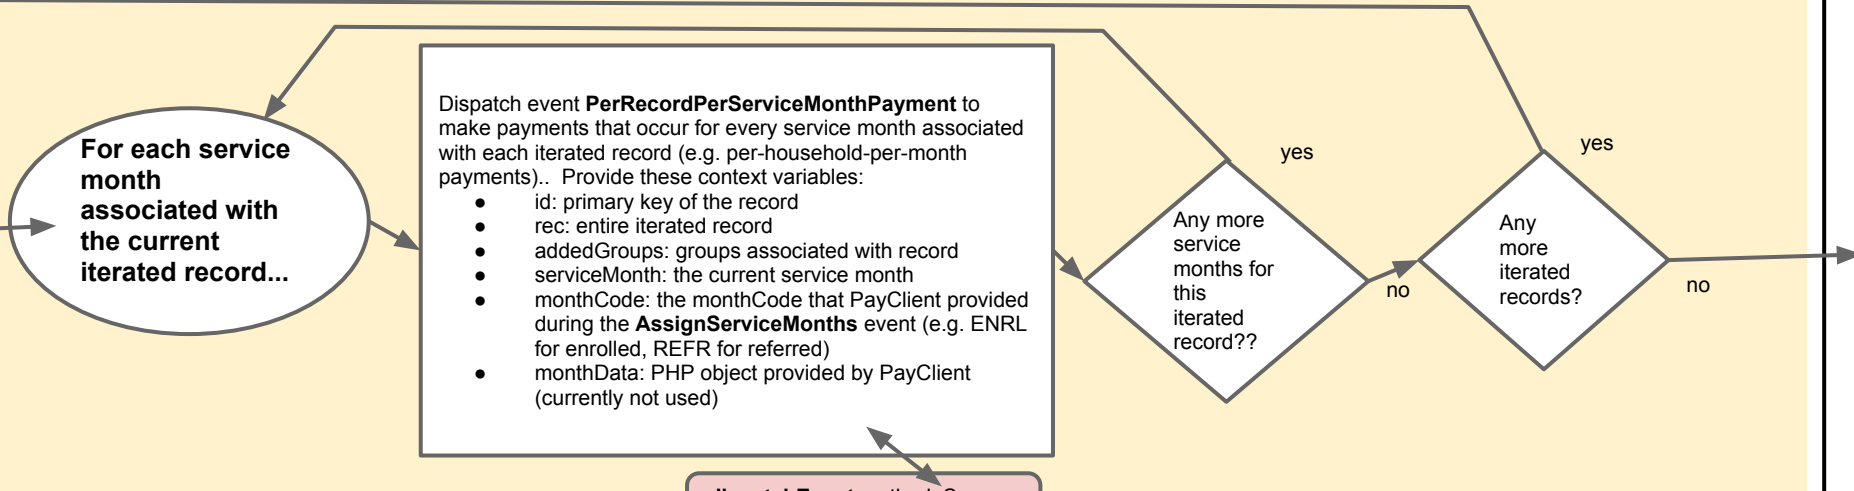 For each service
month
associated with
the current
iterated record...
Dispatch event PerRecordPerServiceMonthPayment to
make payments that occur for every service month associated
with each iterated record (e.g. per-household-per-month
payments).. Provide these context variables:
● id: primary key of the record
● rec: entire iterated record
● addedGroups: groups associated with record
● serviceMonth: the current service month
● monthCode: the monthCode that PayClient provided
during the AssignServiceMonths event (e.g. ENRL
for enrolled, REFR for referred)
● monthData: PHP object provided by PayClient
(currently not used)
Any more
service
months for
this
iterated
record??
yes
no
Any
more
iterated
records?
yes
no